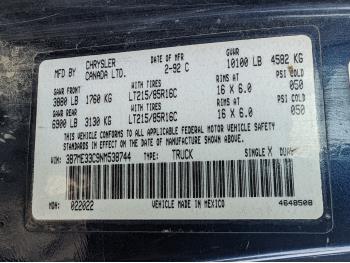 MFD BY CHRYSLER CANADA LTD. DATE OF MFR 2-92 C GVWR 10100 LB 4582 KG
GAWR FRONT WITH TIRES RIMS AT PSI COLD
3880 LB 1760 KG LT215/85R16C 16 X 6.0 050
GAWR REAR WITH TIRES RIMS AT PSI COLD
6900 LB 3130 KG LT215/85R16C 16 X 6.0 050
THIS VEHICLE CONFORMS TO ALL APPLICABLE FEDERAL MOTOR VEHICLE
SAFETY STANDARDS IN EFFECT ON THE DATE OF MANUFACTURE SHOWN ABOVE.
VIN: 3B7ME33C9NM538744 TYPE: TRUCK SINGLE X DUAL
MDH: 022022 VEHICLE MADE IN MEXICO 4648508